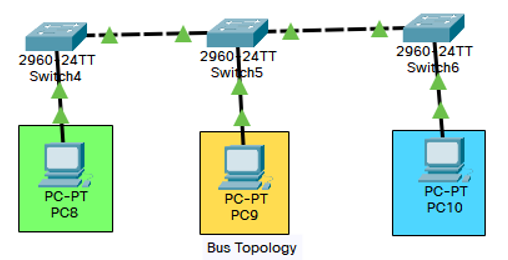 2960-24TT
Switch4
2960-24TT
Switch5
2960-24TT
Switch6
PC-PT
PC8
PC-PT
PC9
PC-PT
PC10
Bus Topology